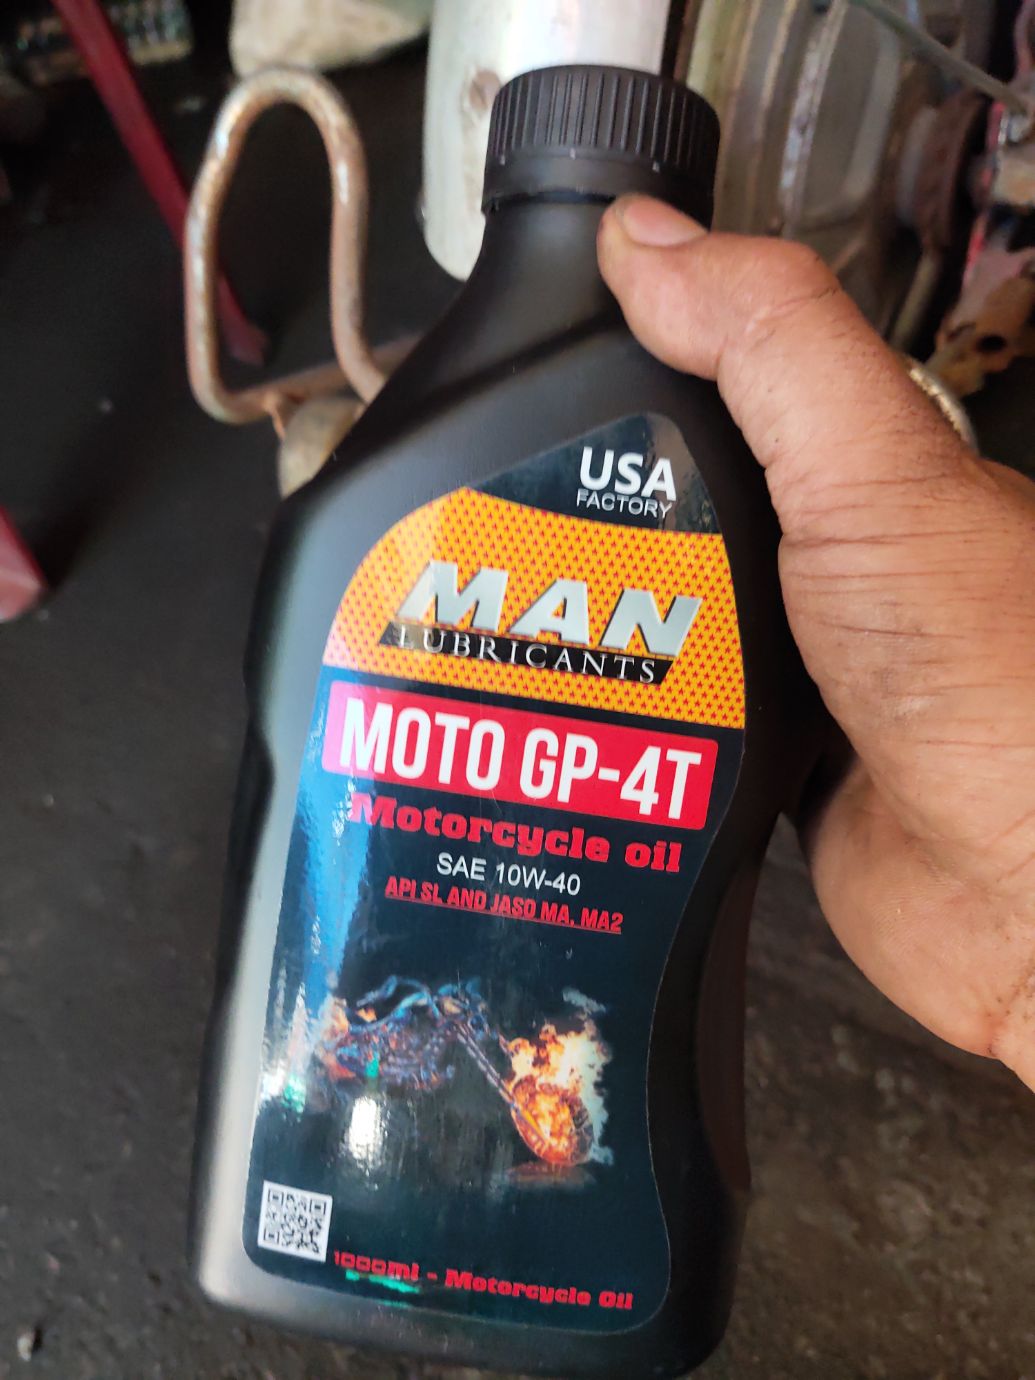 USA
FACTORY
MAN
LUBRICANTS
MOTO GP-4T
Motorcycle oil
SAE 10W-40
API SL AND JASO MA, MA2
1000ml - Motorcycle Oil